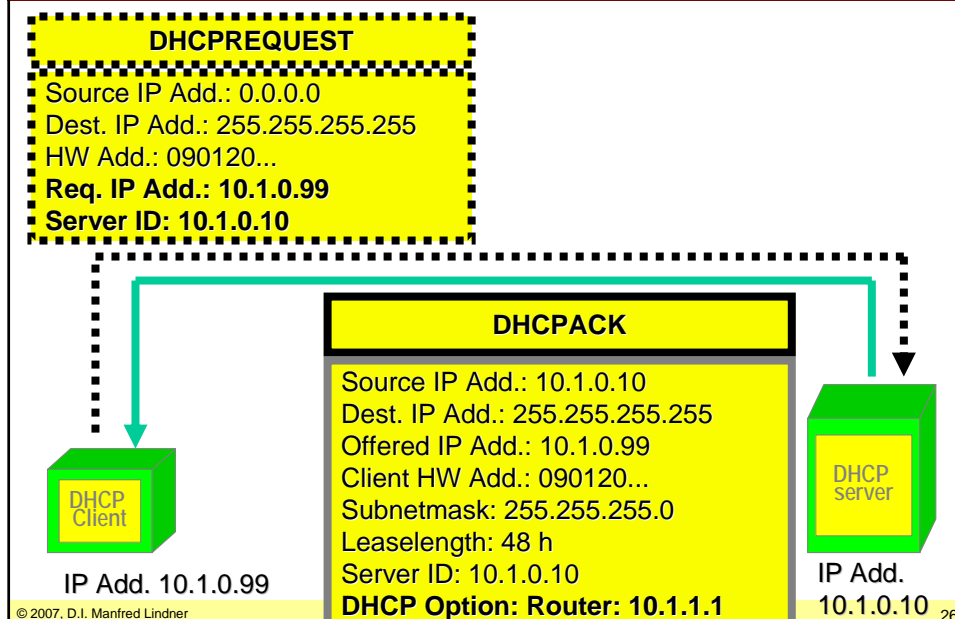 DHCPREQUEST
Source IP Add.: 0.0.0.0
Dest. IP Add.: 255.255.255.255
HW Add.: 090120...
Req. IP Add.: 10.1.0.99
Server ID: 10.1.0.10
DHCPACK
Source IP Add.: 10.1.0.10
Dest. IP Add.: 255.255.255.255
Offered IP Add.: 10.1.0.99
Client HW Add.: 090120...
Subnetmask: 255.255.255.0
Leaselength: 48 h
Server ID: 10.1.0.10
DHCP Option: Router: 10.1.1.1
DHCP
Client
IP Add. 10.1.0.99
DHCP
server
IP Add.
10.1.0.10
© 2007, D.I. Manfred Lindner
26